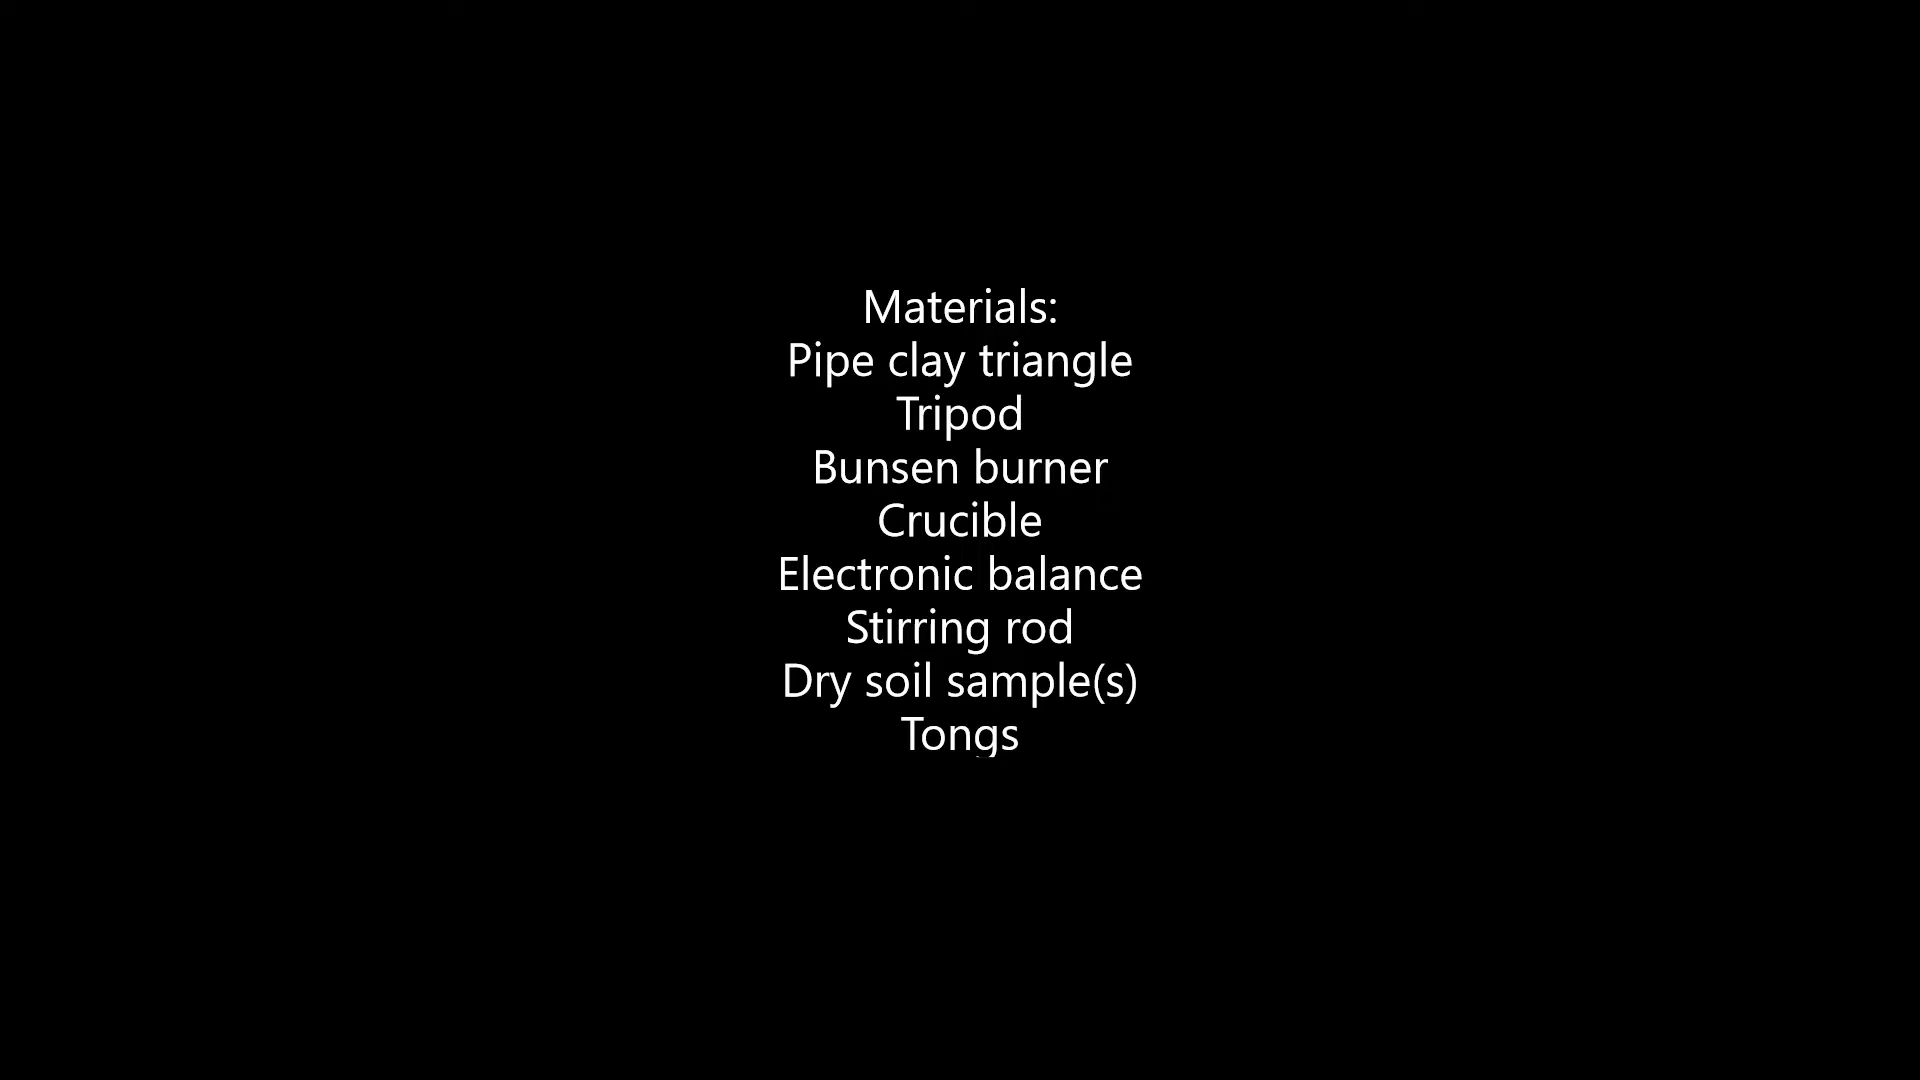 Materials:
Pipe clay triangle
Tripod
Bunsen burner
Crucible
Electronic balance
Stirring rod
Dry soil sample(s)
Tongs